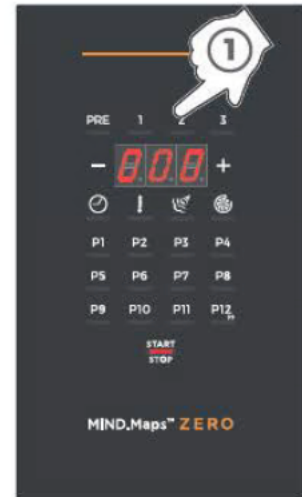 1
PRE 1 2 3
- 0.0.0. +
P1 P2 P3 P4
P5 P6 P7 P8
P9 P10 P11 P12
START
STOP
MIND.Maps™ ZERO